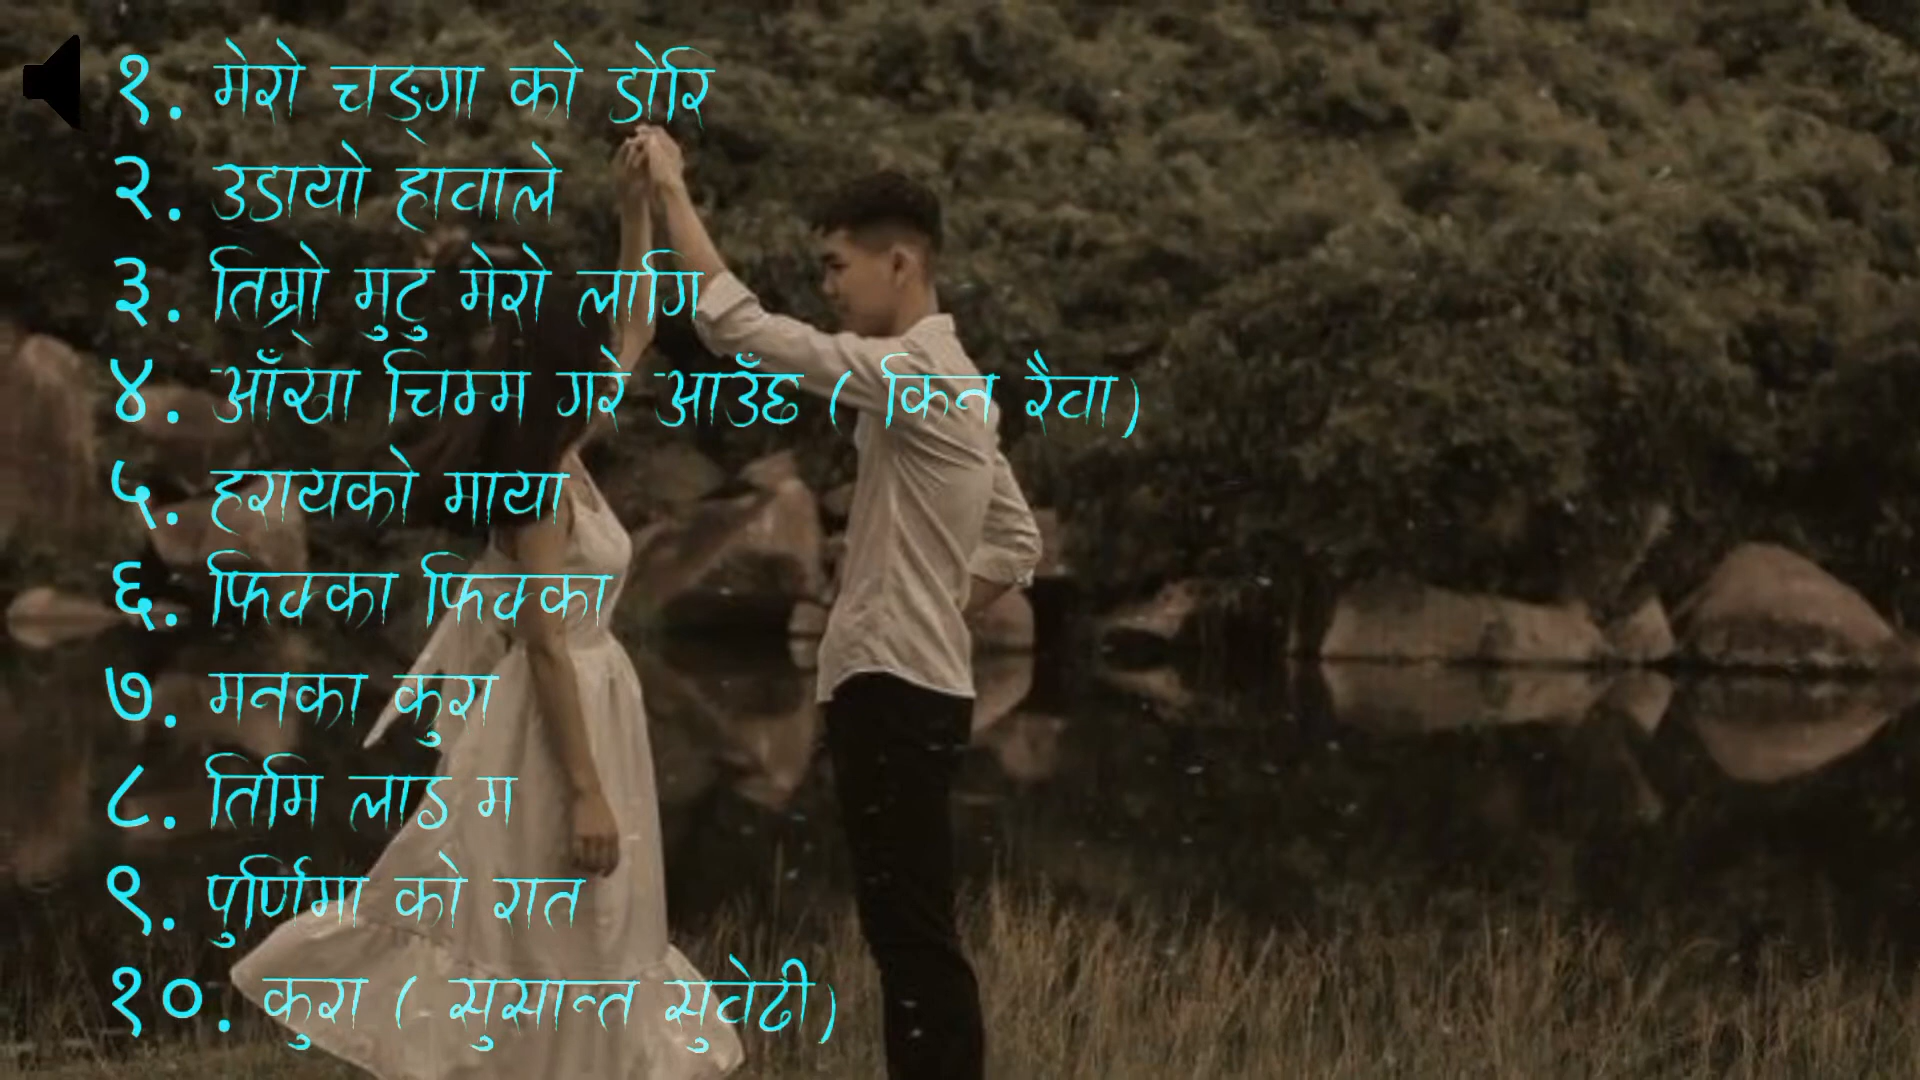 १. मेरो चङ्गा को डोरि
२. उडायो हावाले
३. तिम्रो मुटु मेरो लागि
४. आँखा चिम्म गरे आउँछ ( किन रैवा)
५. हरायको माया
६. फिक्का फिक्का
७. मनका कुरा
८. तिमि लाइ म
९. पुर्णिमा को रात
१०. कुरा ( सुसान्त सुवेदी)